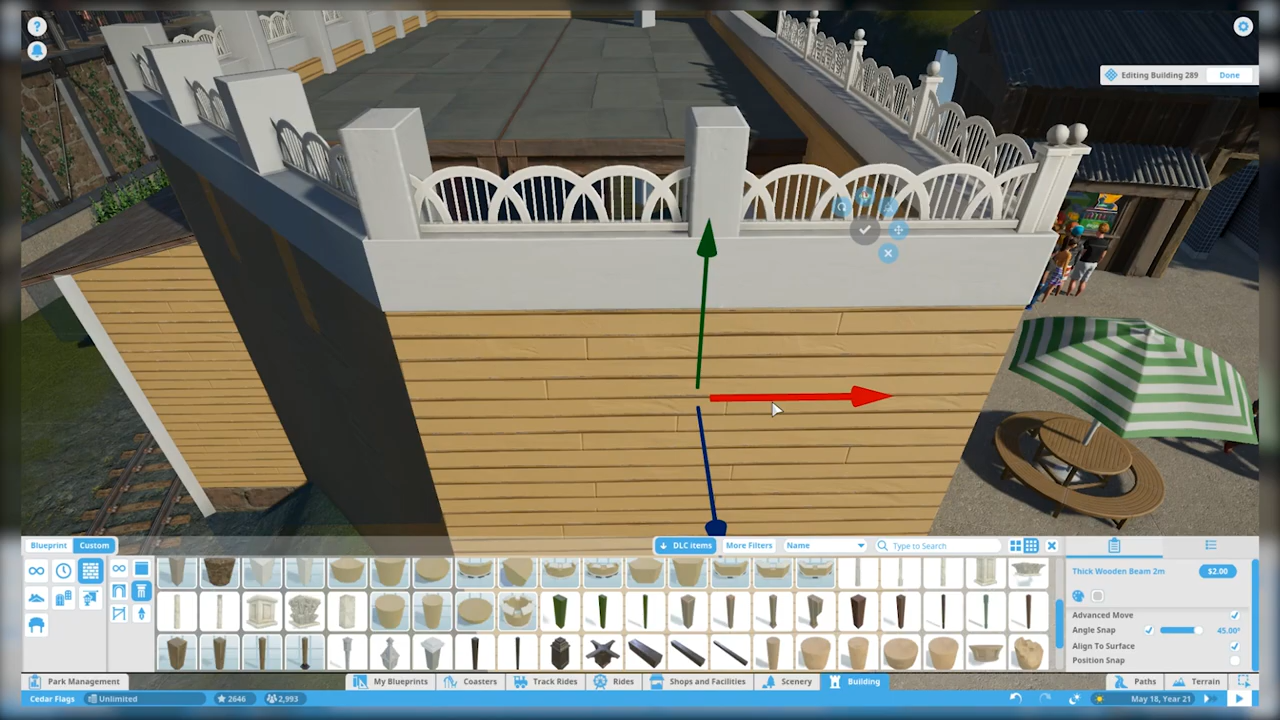 ?
Editing Building 289
Done
Blueprint
Custom
DLC items
More Filters
Name
Type to Search
Thick Wooden Beam 2m
$2.00
Advanced Move
Angle Snap
45.00°
Align To Surface
Position Snap
Park Management
My Blueprints
Coasters
Track Rides
Rides
Shops and Facilities
Scenery
Building
Paths
Terrain
Cedar Flags
Unlimited
2646
2,993
May 18, Year 21